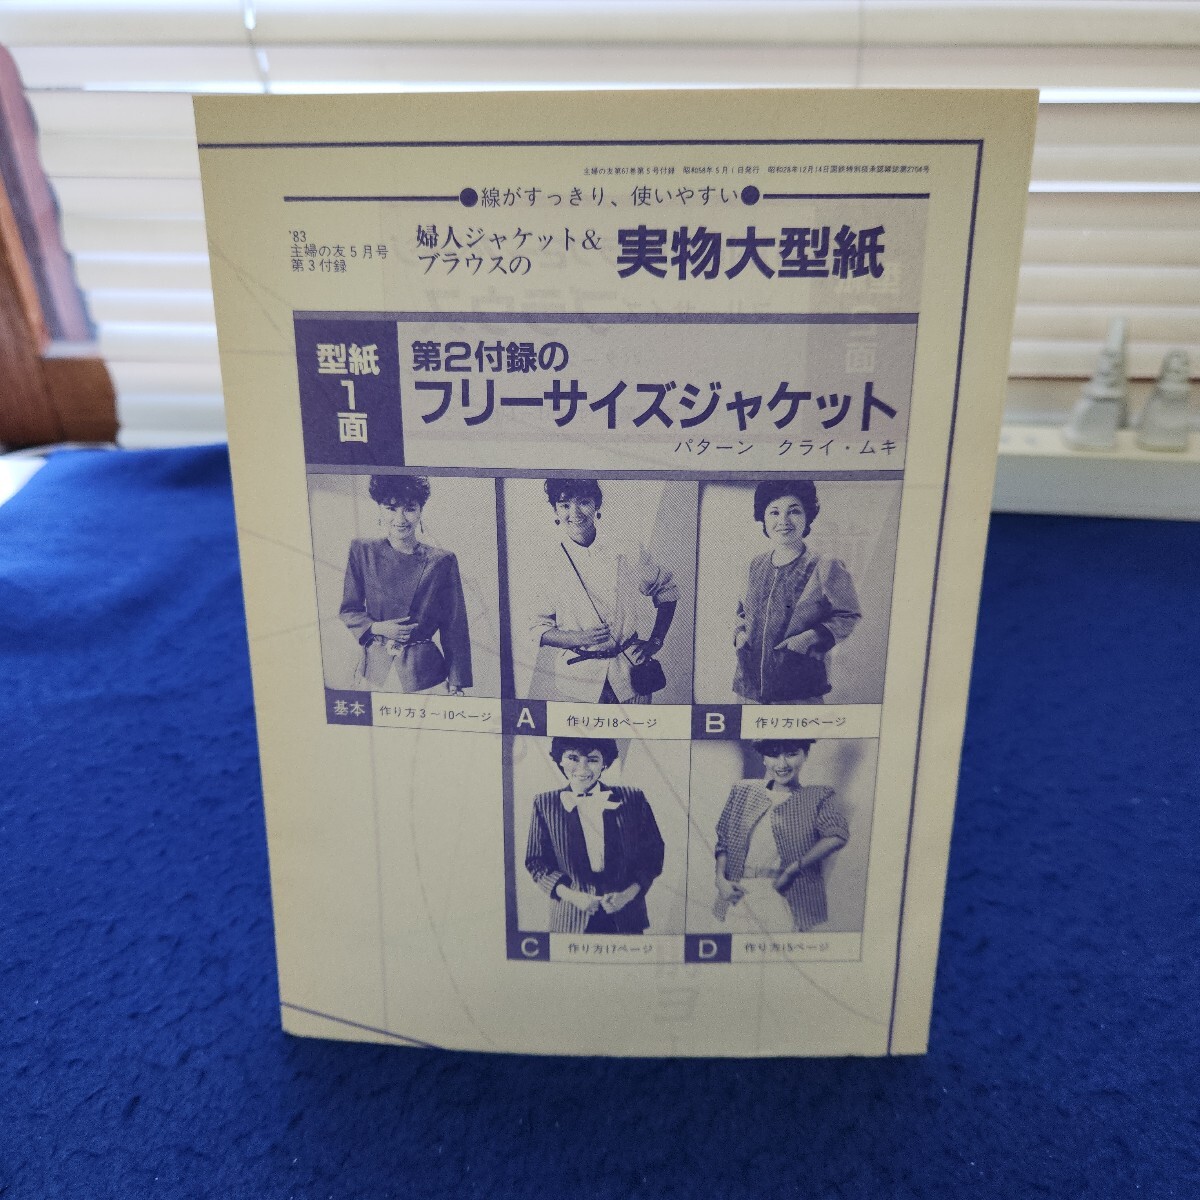 主婦の友第67巻第5号付録 昭和58年5月1日発行 昭和28年12月14日国鉄特別扱承認雑誌第2704号
●線がすっきり、使いやすい●
'83
主婦の友5月号
第3付録
婦人ジャケット&
ブラウスの
実物大型紙
型紙
1
面
第2付録の
フリーサイズジャケット
パターン クライ・ムキ
基本 作り方3~10ページ
A 作り方18ページ
B 作り方16ページ
C 作り方17ページ
D 作り方15ページ